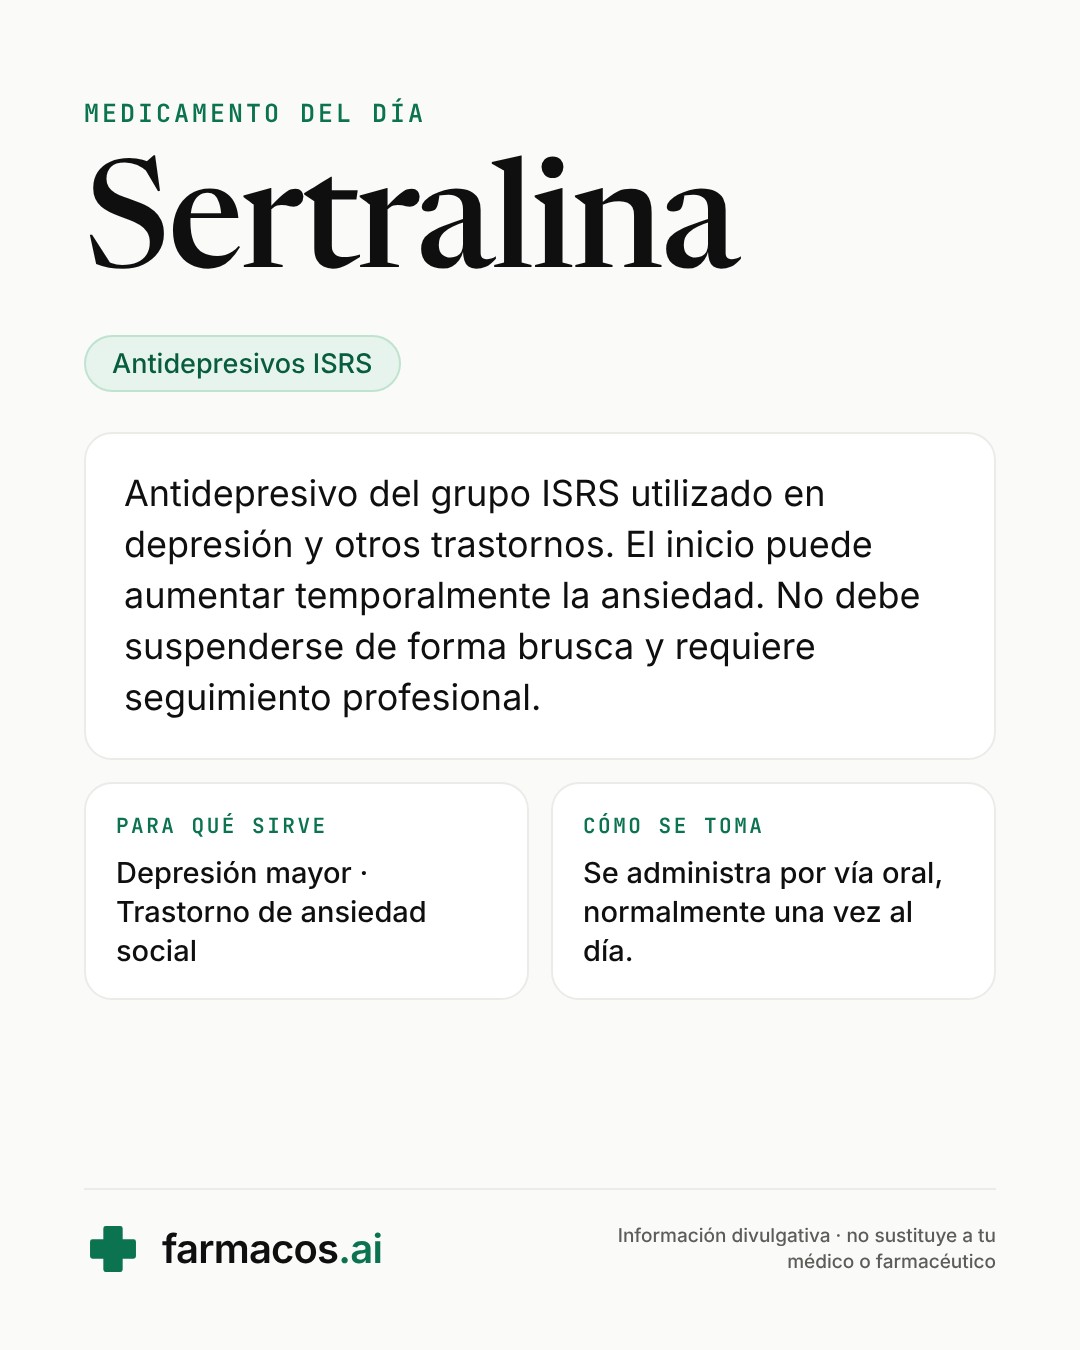 MEDICAMENTO DEL DÍA
Sertralina
Antidepresivos ISRS
Antidepresivo del grupo ISRS utilizado en
depresión y otros trastornos. El inicio puede
aumentar temporalmente la ansiedad. No debe
suspenderse de forma brusca y requiere
seguimiento profesional.
PARA QUÉ SIRVE
Depresión mayor ·
Trastorno de ansiedad
social
CÓMO SE TOMA
Se administra por vía oral,
normalmente una vez al
día.
farmacos.ai
Información divulgativa · no sustituye a tu
médico o farmacéutico